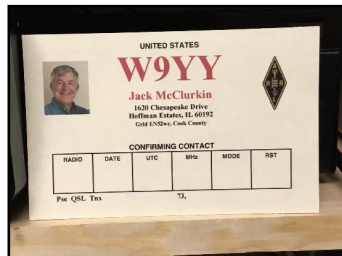 UNITED STATES
W9YY
Jack McClurkin
1620 Chesapeake Drive
Hoffman Estates, IL 60192
Grid EN52wc, Cook County
CONFIRMING CONTACT
RADIO DATE UTC MHz MODE RST
Pse QSL Tnx 73,